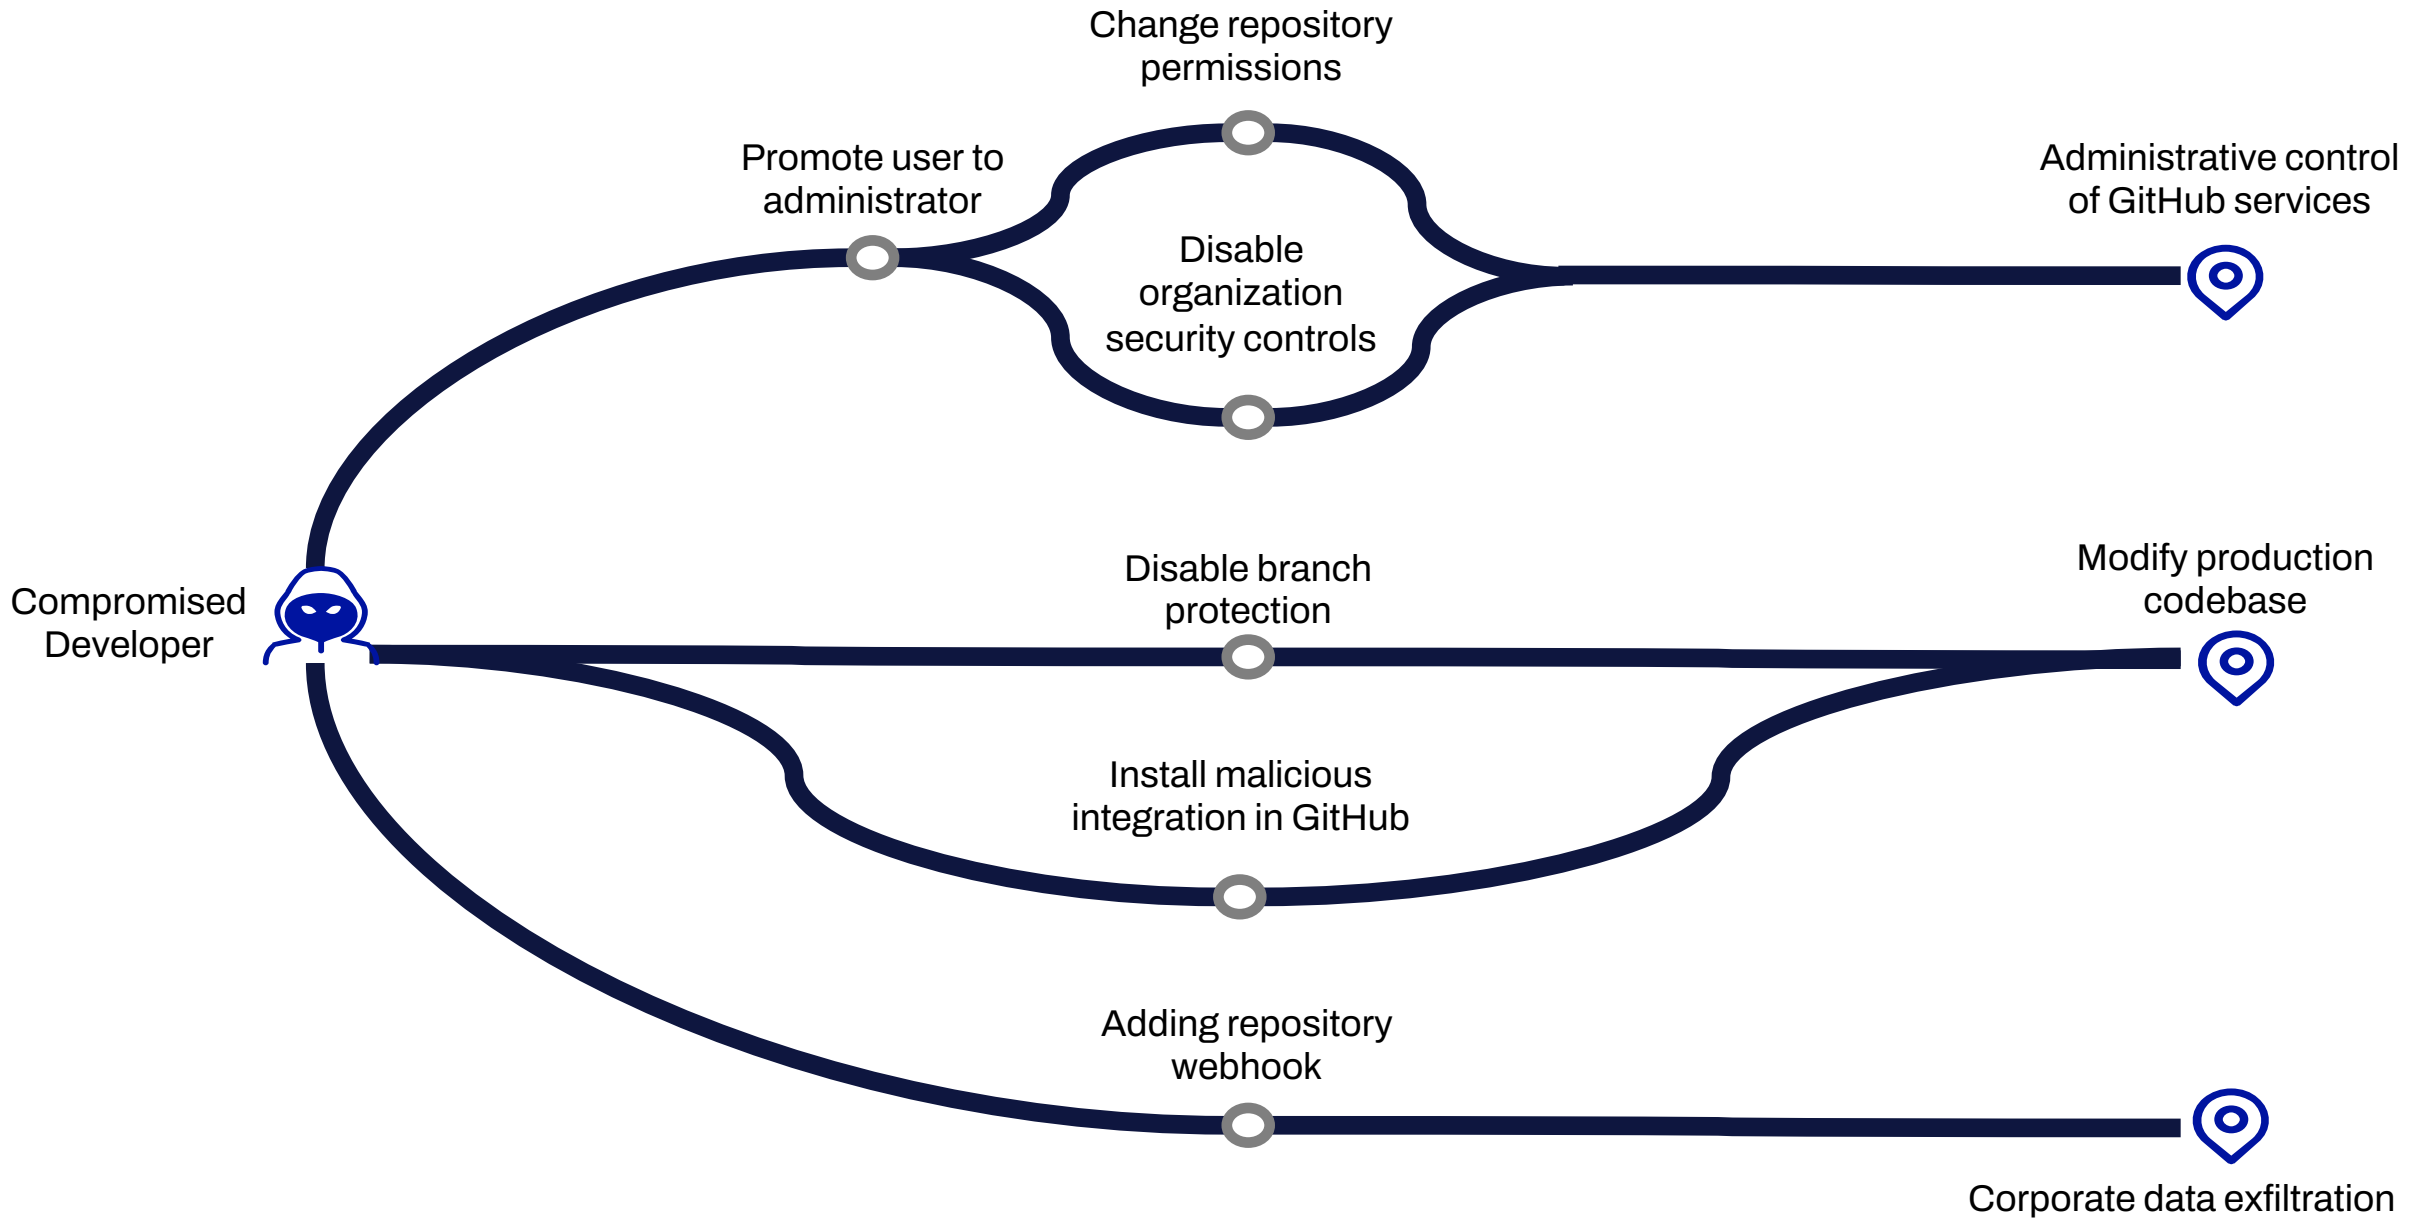 Change repository
permissions
Promote user to
administrator
Administrative control
of GitHub services
Disable
organization
security controls
Compromised
Developer
Disable branch
protection
Modify production
codebase
Install malicious
integration in GitHub
Adding repository
webhook
Corporate data exfiltration